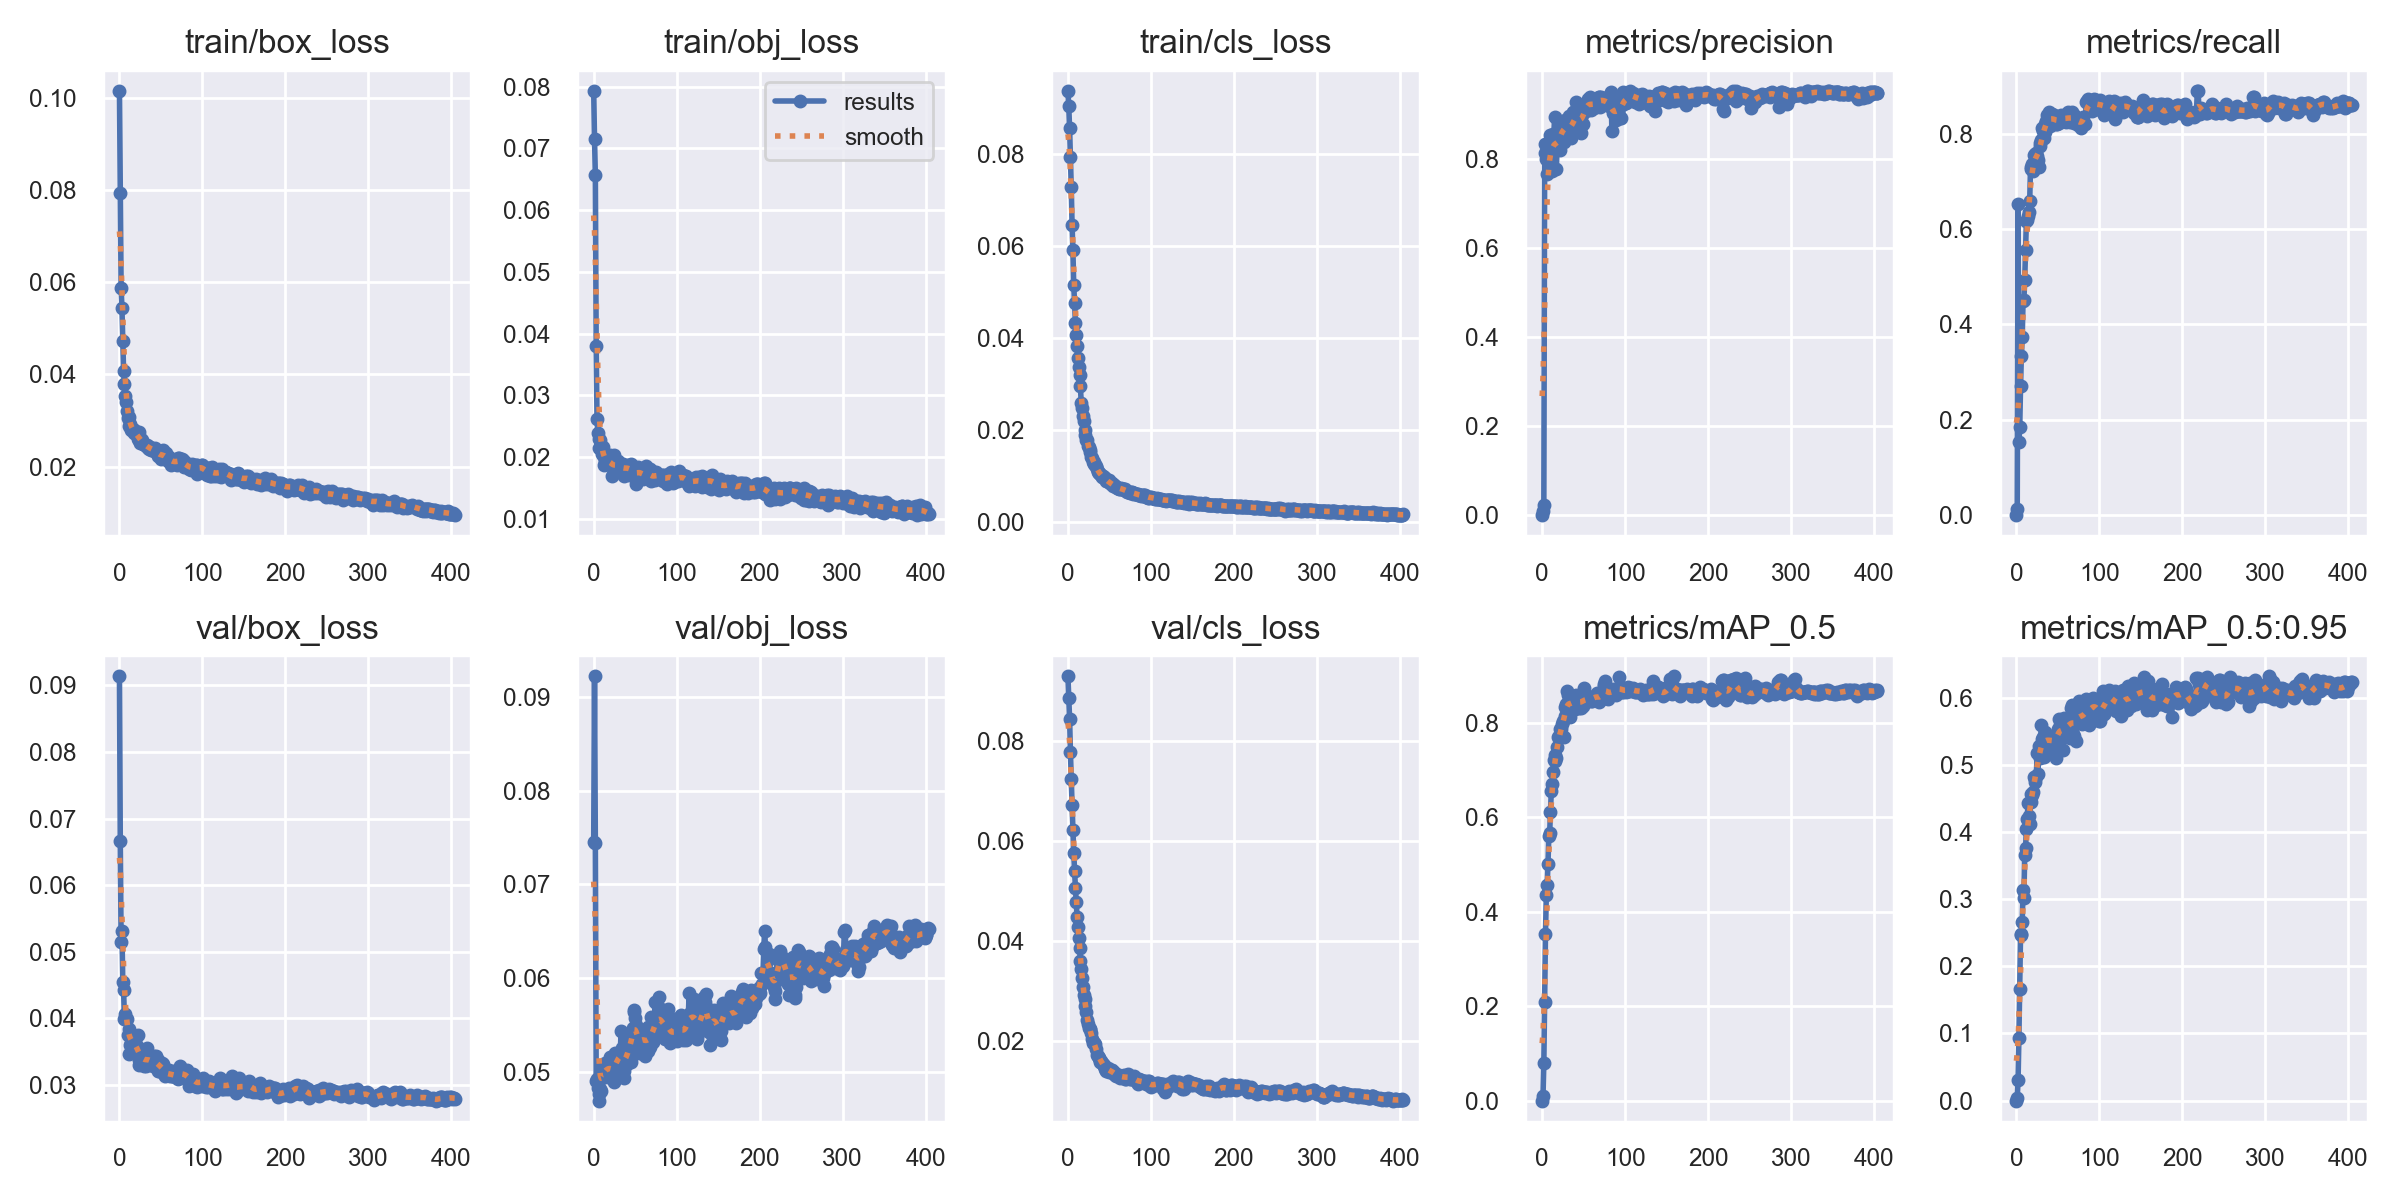 train/box_loss
0.10
0.08
0.06
0.04
0.02
0 100 200 300 400
train/obj_loss
results
smooth
0.08
0.07
0.06
0.05
0.04
0.03
0.02
0.01
0 100 200 300 400
train/cls_loss
0.08
0.06
0.04
0.02
0.00
0 100 200 300 400
metrics/precision
0.8
0.6
0.4
0.2
0.0
0 100 200 300 400
metrics/recall
0.8
0.6
0.4
0.2
0.0
0 100 200 300 400
val/box_loss
0.09
0.08
0.07
0.06
0.05
0.04
0.03
0 100 200 300 400
val/obj_loss
0.09
0.08
0.07
0.06
0.05
0 100 200 300 400
val/cls_loss
0.08
0.06
0.04
0.02
0 100 200 300 400
metrics/mAP_0.5
0.8
0.6
0.4
0.2
0.0
0 100 200 300 400
metrics/mAP_0.5:0.95
0.6
0.5
0.4
0.3
0.2
0.1
0.0
0 100 200 300 400